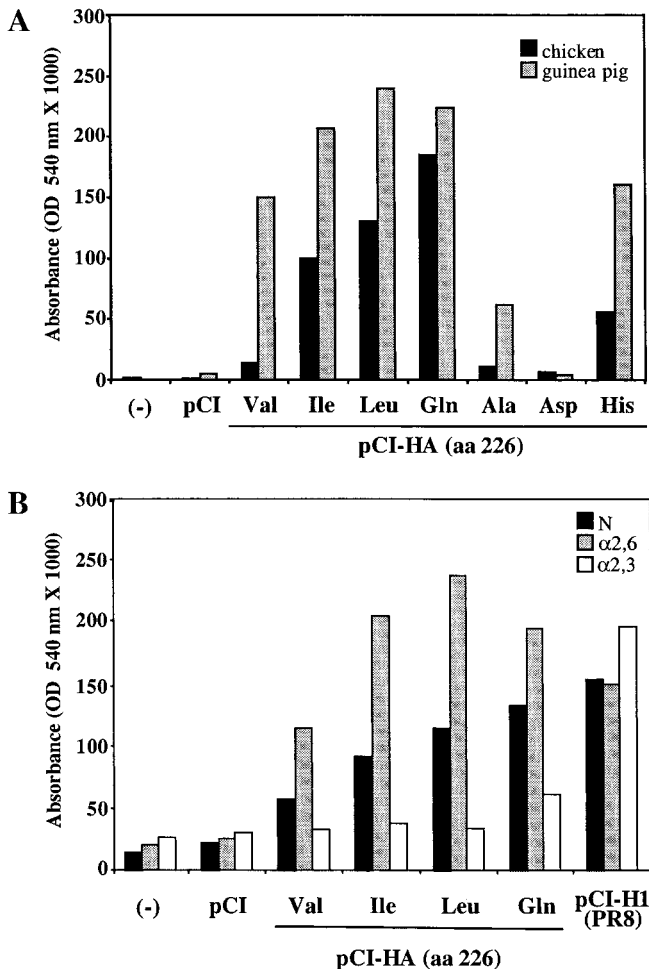 A
Absorbance (OD 540 nm X 1000)
300
250
200
150
100
50
0
chicken
guinea pig
(-) pCI Val Ile Leu Gln Ala Asp His
pCI-HA (aa 226)
B
Absorbance (OD 540 nm X 1000)
300
250
200
150
100
50
0
N
α2,6
α2,3
(-) pCI Val Ile Leu Gln pCI-H1
(PR8)
pCI-HA (aa 226)